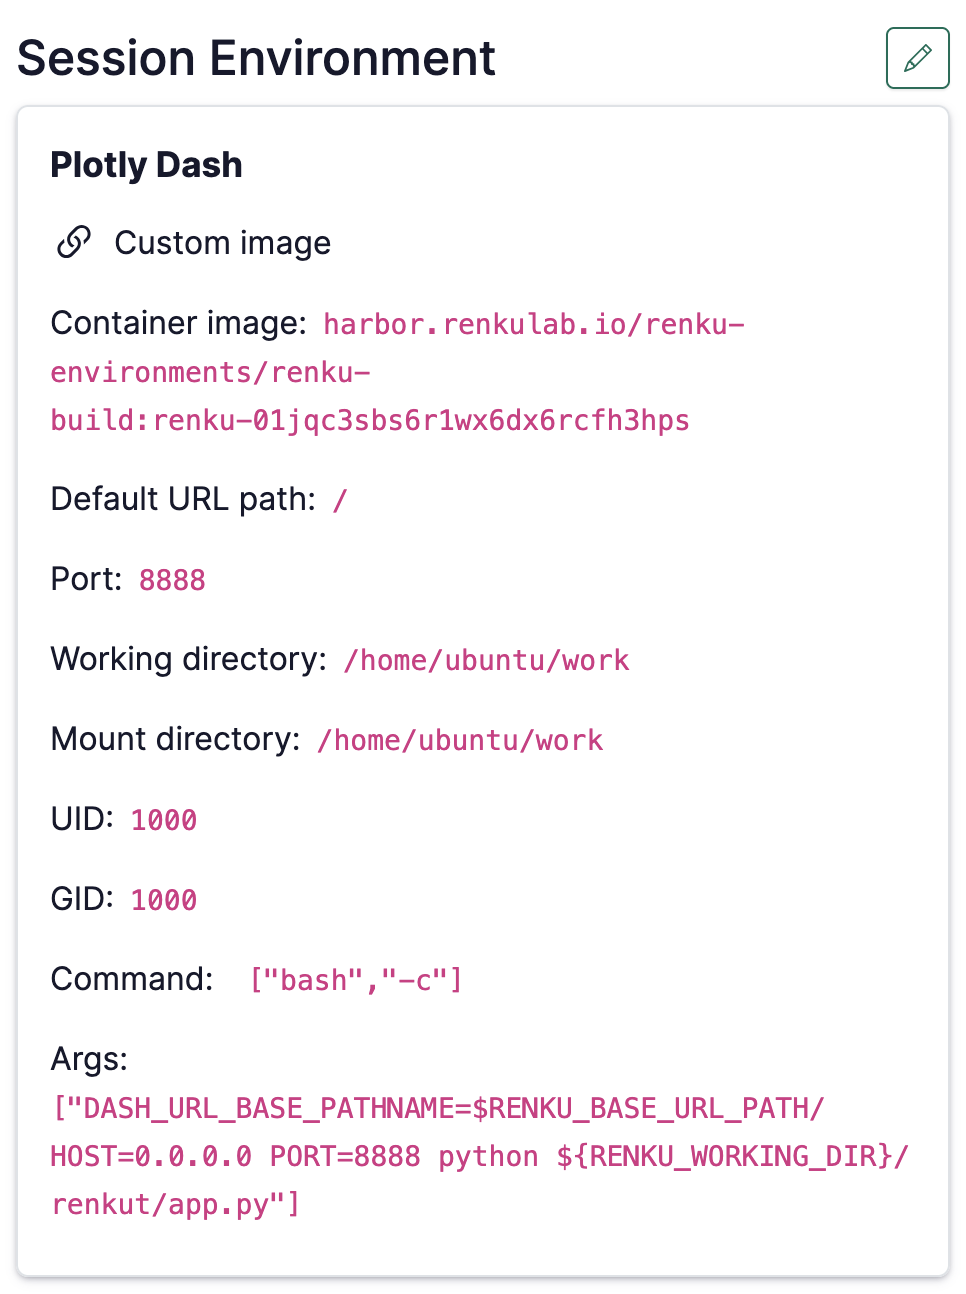 Session Environment
Plotly Dash
Custom image
Container image: harbor.renkulab.io/renku-
environments/renku-
build:renku-01jqc3sbs6r1wx6dx6rcfh3hps
Default URL path: /
Port: 8888
Working directory: /home/ubuntu/work
Mount directory: /home/ubuntu/work
UID: 1000
GID: 1000
Command: ["bash","-c"]
Args:
["DASH_URL_BASE_PATHNAME=$RENKU_BASE_URL_PATH/
HOST=0.0.0.0 PORT=8888 python ${RENKU_WORKING_DIR}/
renkut/app.py"]